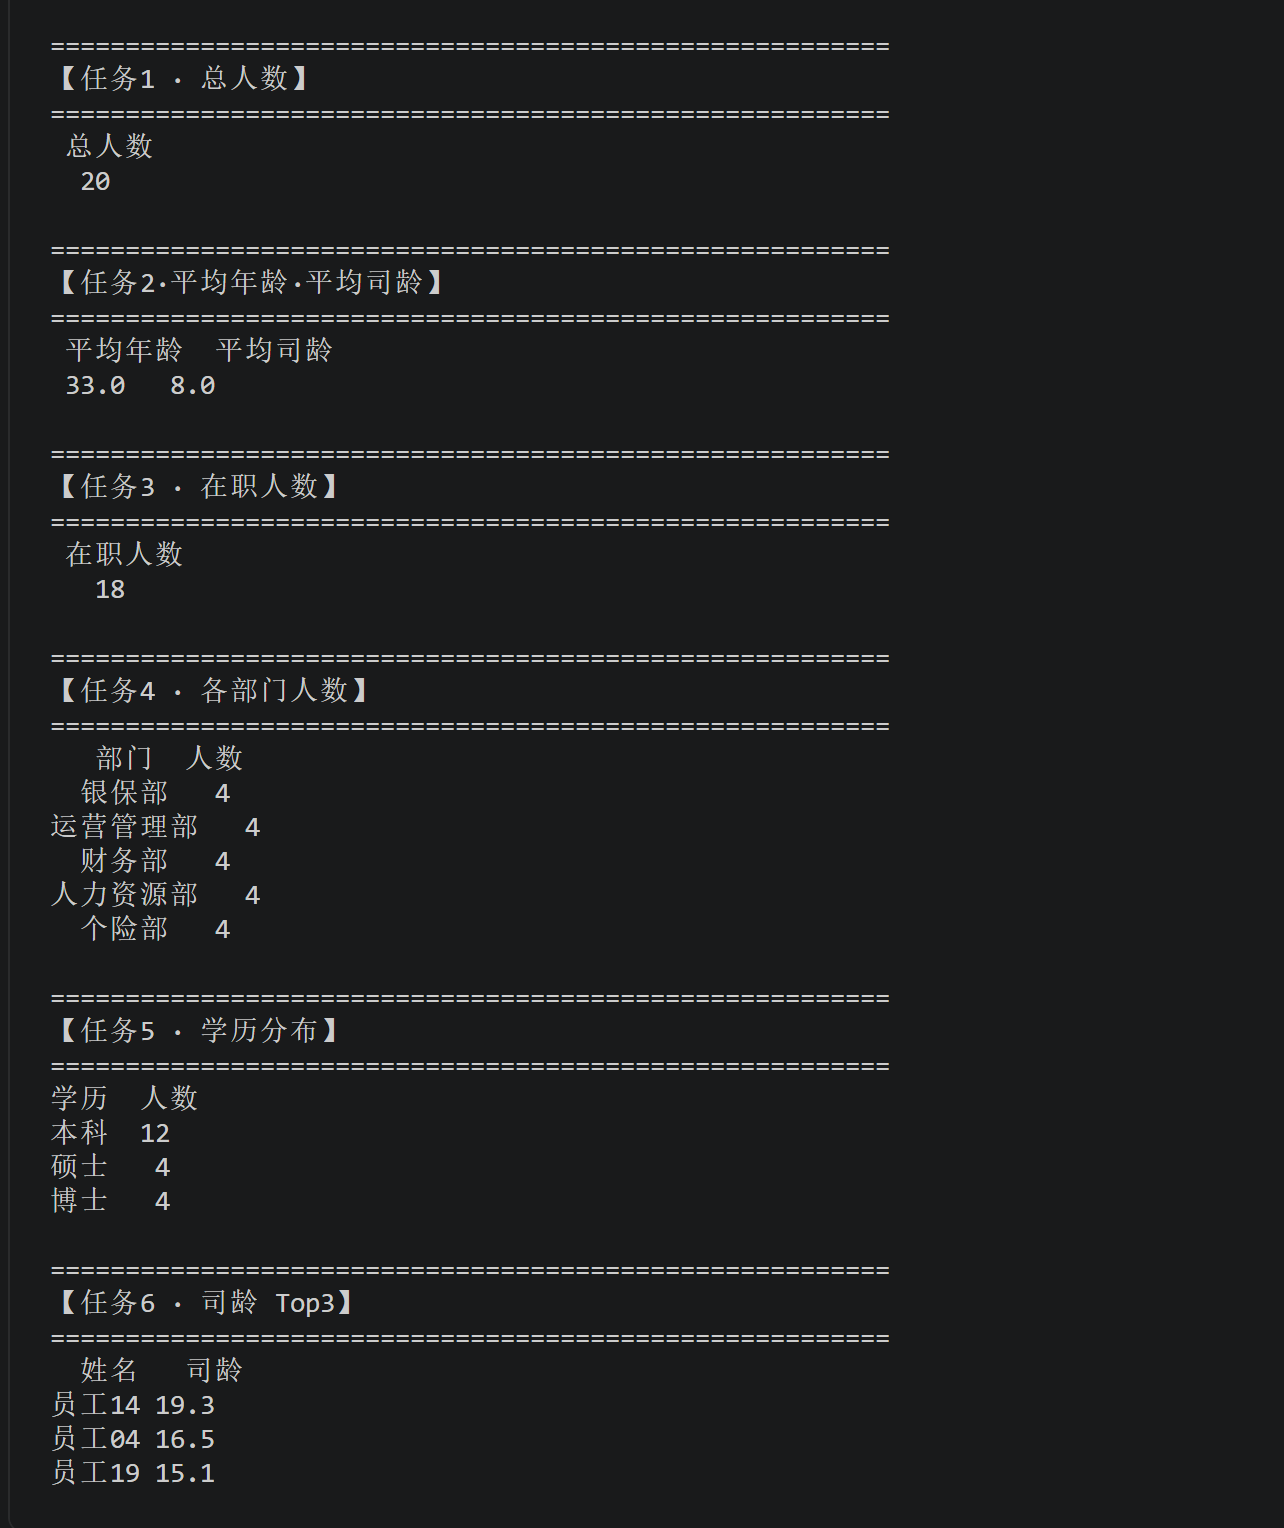 ========================================================
【任务1 · 总人数】
========================================================
 总人数
  20
========================================================
【任务2·平均年龄·平均司龄】
========================================================
 平均年龄  平均司龄
 33.0   8.0
========================================================
【任务3 · 在职人数】
========================================================
 在职人数
   18
========================================================
【任务4 · 各部门人数】
========================================================
   部门  人数
  银保部   4
运营管理部   4
  财务部   4
人力资源部   4
  个险部   4
========================================================
【任务5 · 学历分布】
========================================================
学历  人数
本科  12
硕士   4
博士   4
========================================================
【任务6 · 司龄 Top3】
========================================================
  姓名   司龄
员工14 19.3
员工04 16.5
员工19 15.1